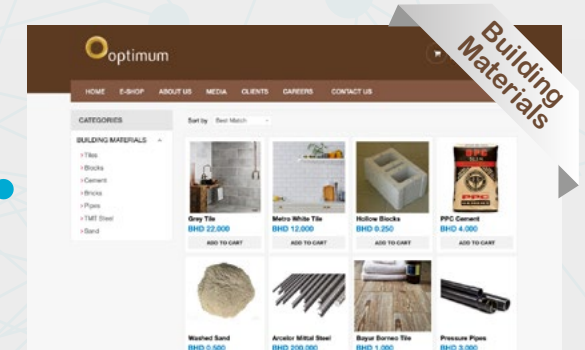 Building
Materials
optimum
HOME E-SHOP ABOUT US MEDIA CLIENTS CAREERS CONTACT US
CATEGORIES
Sort by Best Match
BUILDING MATERIALS
Tiles
Blocks
Cement
Bricks
Pipes
TMT Steel
Sand
PPC
Grey Tile Metro White Tile Hollow Blocks PPC Cement
BHD 22.000 BHD 12.000 BHD 0.250 BHD 4.000
ADD TO CART ADD TO CART ADD TO CART ADD TO CART
Washed Sand Arcelor Mittal Steel Bayur Borneo Tile Pressure Pipes
BHD 0.500 BHD 200.000 BHD 1.000 BHD 3.000